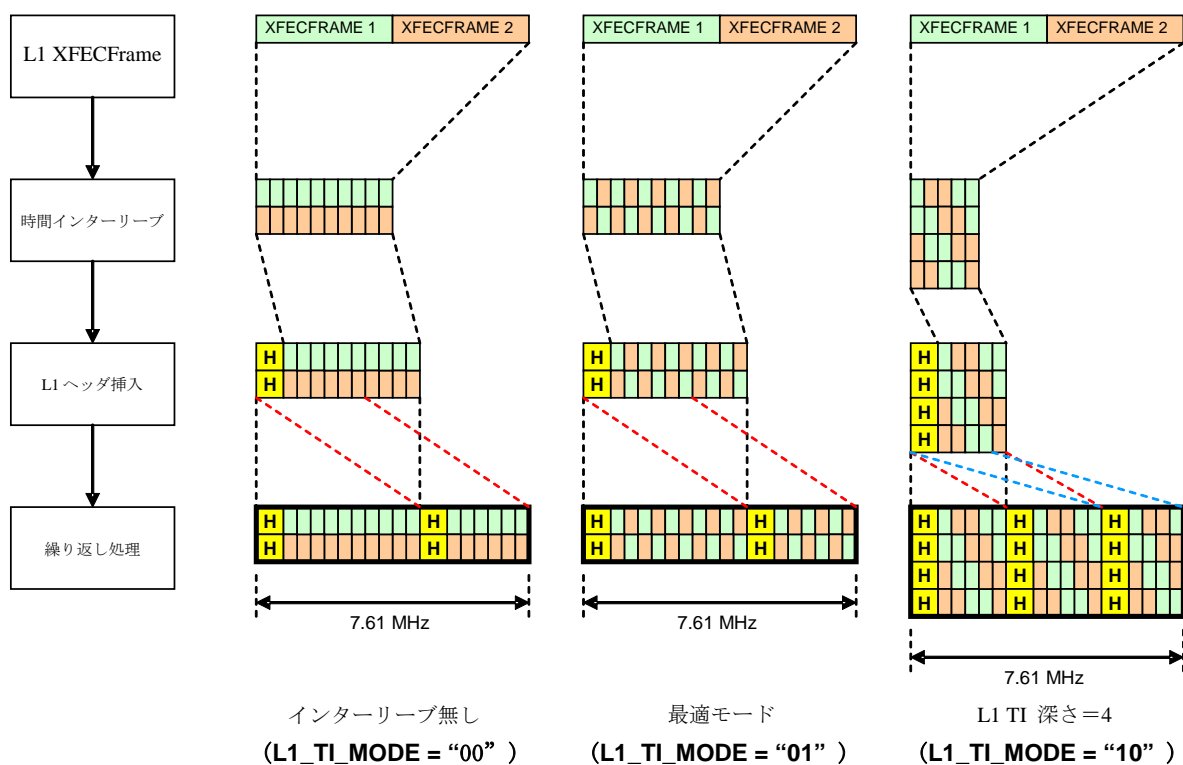 L1 XFECFrame
時間インターリーブ
L1 ヘッダ挿入
繰り返し処理
XFECFRAME 1 XFECFRAME 2
H
H
H H
H H
7.61 MHz
インターリーブ無し
（L1_TI_MODE = “00”）
XFECFRAME 1 XFECFRAME 2
H
H
H H
H H
7.61 MHz
最適モード
（L1_TI_MODE = “01”）
XFECFRAME 1 XFECFRAME 2
H
H
H
H
H H H
H H H
H H H
H H H
7.61 MHz
L1 TI 深さ＝4
（L1_TI_MODE = “10”）